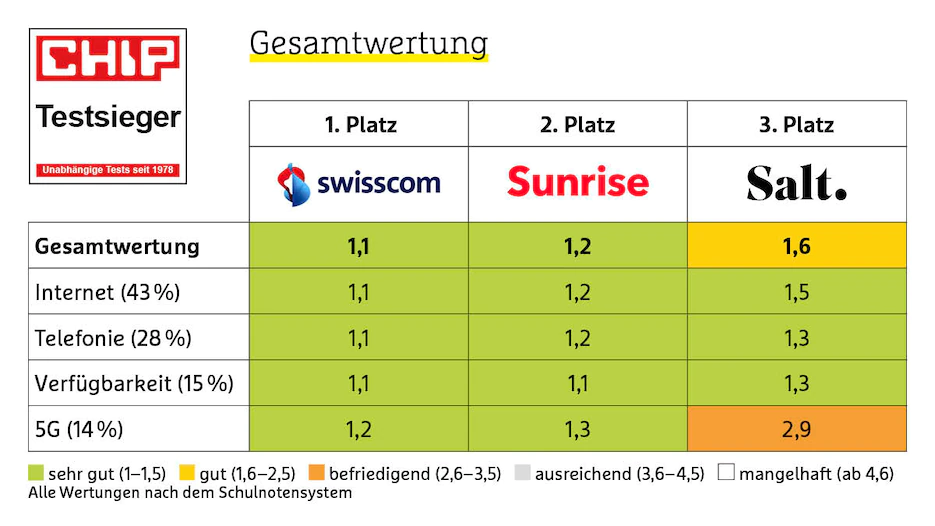 CHIP
Testsieger
Unabhängige Tests seit 1978
Gesamtwertung
1. Platz 2. Platz 3. Platz
swisscom Sunrise Salt.
Gesamtwertung 1,1 1,2 1,6
Internet (43 %) 1,1 1,2 1,5
Telefonie (28 %) 1,1 1,2 1,3
Verfügbarkeit (15 %) 1,1 1,1 1,3
5G (14 %) 1,2 1,3 2,9
sehr gut (1–1,5) gut (1,6–2,5) befriedigend (2,6–3,5) ausreichend (3,6–4,5) mangelhaft (ab 4,6)
Alle Wertungen nach dem Schulnotensystem